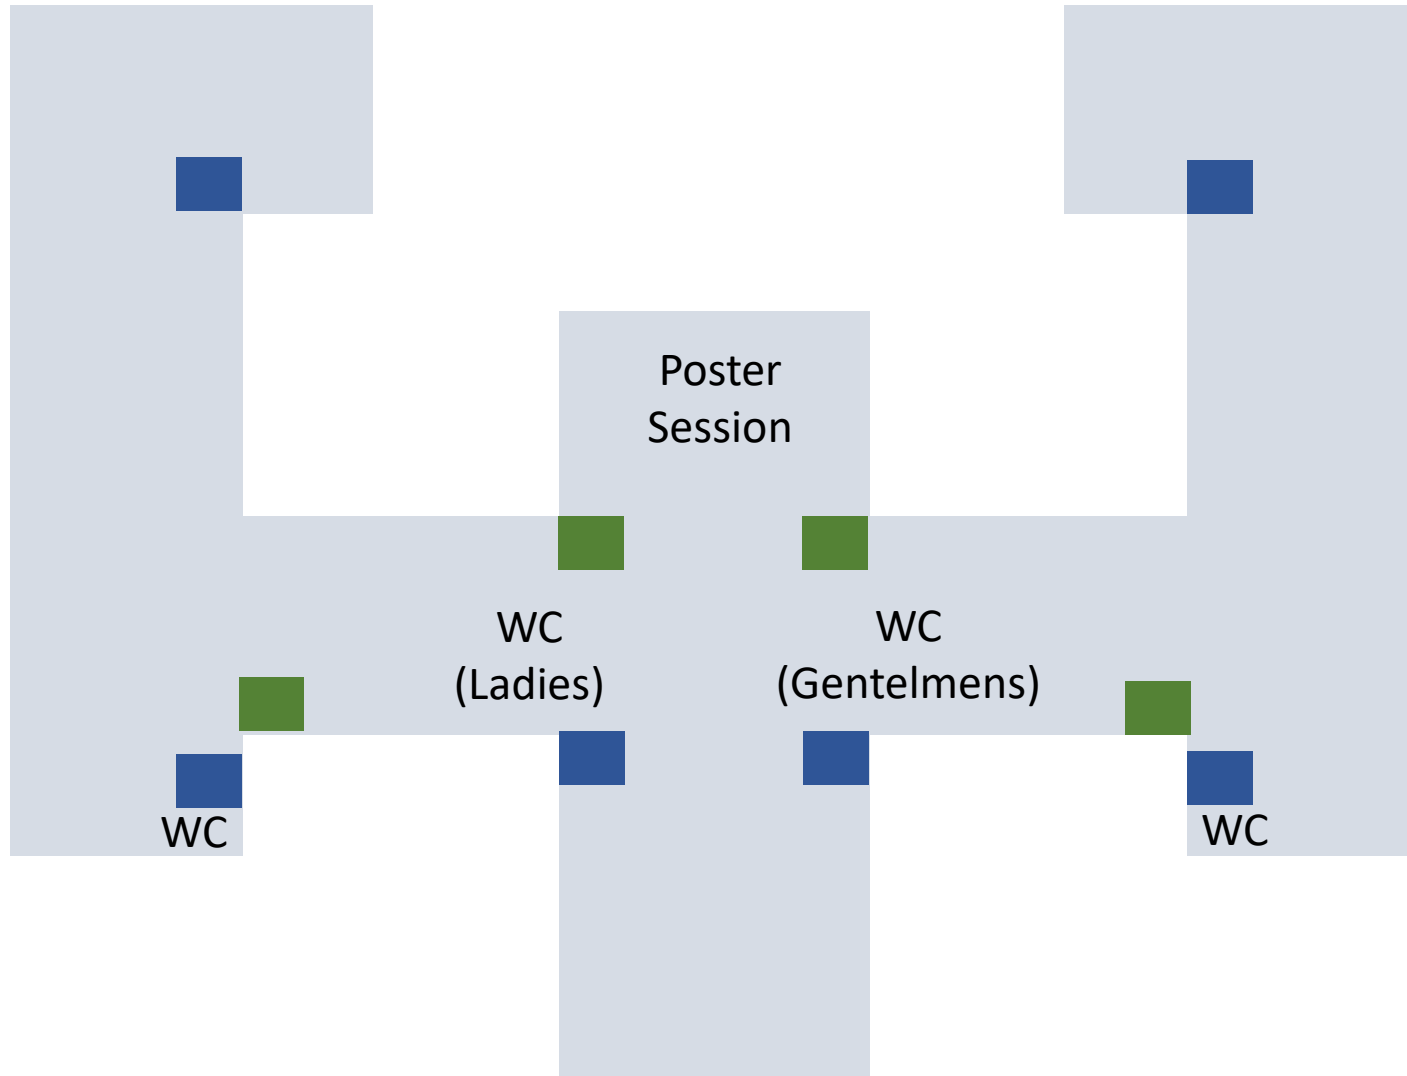 Poster
Session
WC
(Ladies)
WC
(Gentelmens)
WC
WC